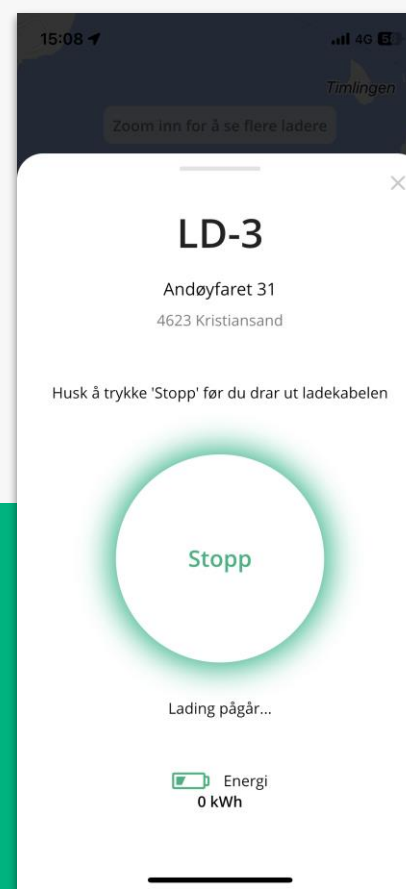 15:08
4G 5
Timlingen
Zoom inn for å se flere ladere
LD-3
Andøyfaret 31
4623 Kristiansand
Husk å trykke 'Stopp' før du drar ut ladekabelen
Stopp
Lading pågår...
Energi
0 kWh